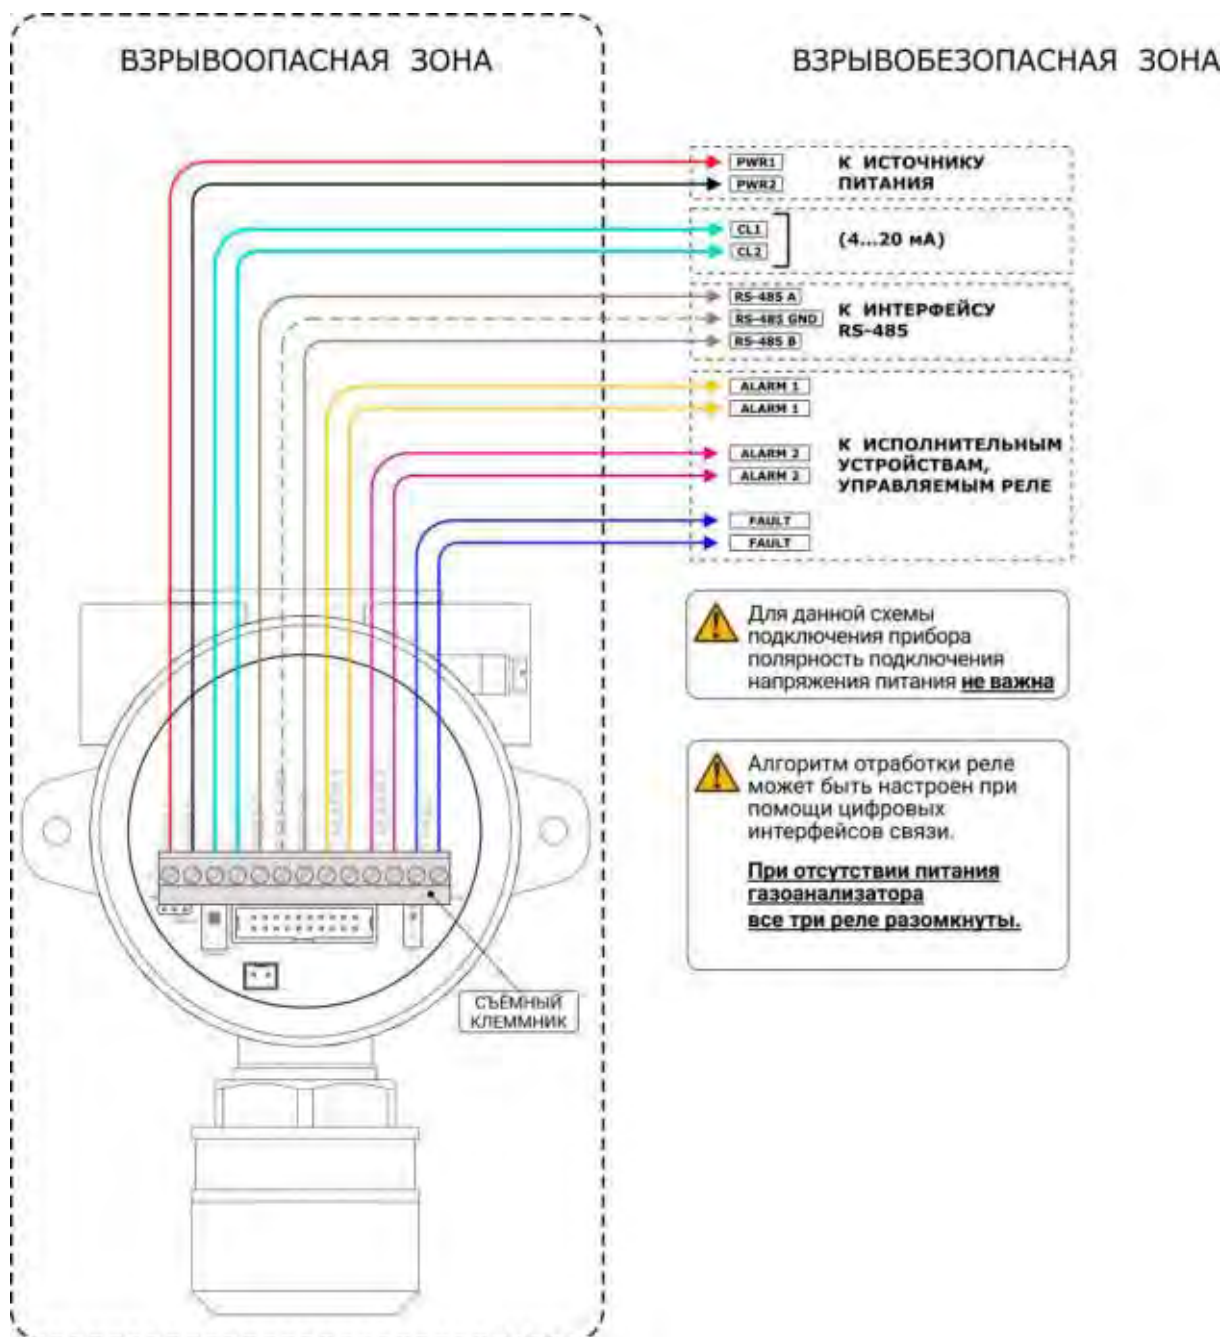 ВЗРЫВООПАСНАЯ ЗОНА
ВЗРЫВОБЕЗОПАСНАЯ ЗОНА
PWR1
PWR2
К ИСТОЧНИКУ
ПИТАНИЯ
CL1
CL2
(4...20 мА)
RS-485 A
RS-485 GND
RS-485 B
К ИНТЕРФЕЙСУ
RS-485
ALARM 1
ALARM 1
ALARM 2
ALARM 2
FAULT
FAULT
К ИСПОЛНИТЕЛЬНЫМ
УСТРОЙСТВАМ,
УПРАВЛЯЕМЫМ РЕЛЕ
Для данной схемы
подключения прибора
полярность подключения
напряжения питания не важна
Алгоритм отработки реле
может быть настроен при
помощи цифровых
интерфейсов связи.
При отсутствии питания
газоанализатора
все три реле разомкнуты.
СЪЁМНЫЙ
КЛЕММНИК